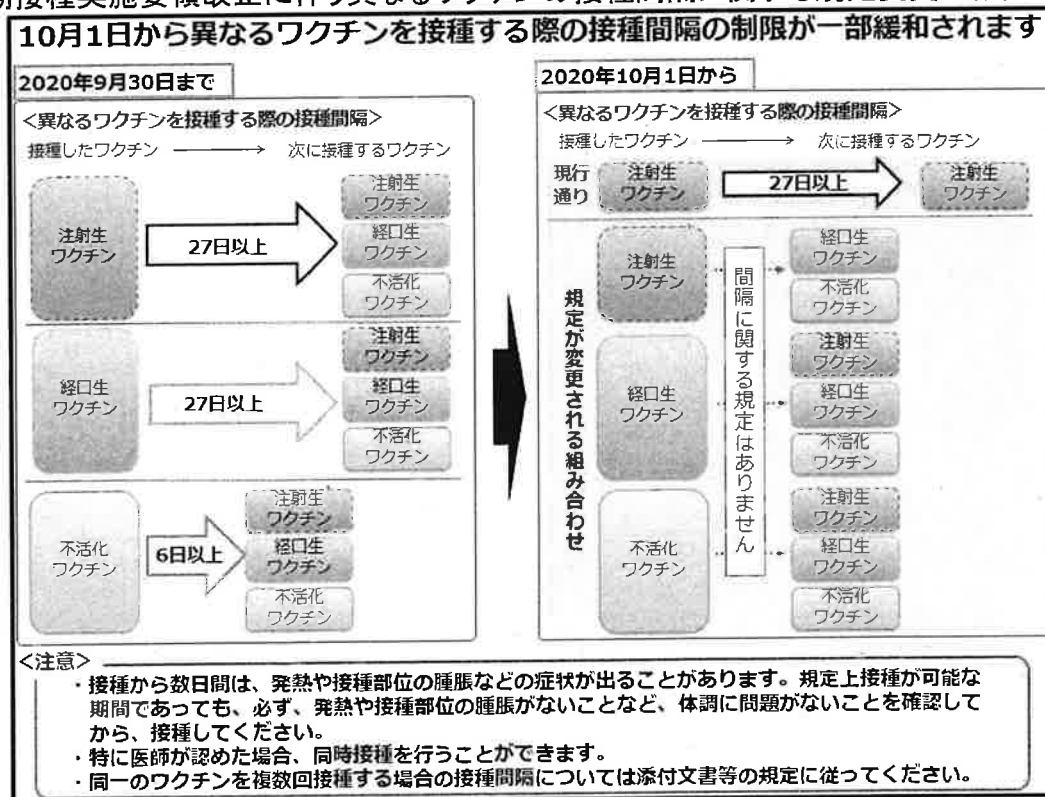 10月1日から異なるワクチンを接種する際の接種間隔の制限が一部緩和されます
2020年9月30日まで
<異なるワクチンを接種する際の接種間隔>
接種したワクチン
次に接種するワクチン
注射生
ワクチン
27日以上
注射生
ワクチン
経口生
ワクチン
不活化
ワクチン
経口生
ワクチン
27日以上
注射生
ワクチン
経口生
ワクチン
不活化
ワクチン
不活化
ワクチン
6日以上
注射生
ワクチン
経口生
ワクチン
不活化
ワクチン
2020年10月1日から
<異なるワクチンを接種する際の接種間隔>
接種したワクチン
次に接種するワクチン
現行
通り
注射生
ワクチン
27日以上
注射生
ワクチン
規定が変更される組み合わせ
注射生
ワクチン
経口生
ワクチン
不活化
ワクチン
間隔に関する規定はありません
経口生
ワクチン
不活化
ワクチン
注射生
ワクチン
経口生
ワクチン
不活化
ワクチン
注射生
ワクチン
経口生
ワクチン
不活化
ワクチン
<注意>
・接種から数日間は、発熱や接種部位の腫脹などの症状が出ることがあります。規定上接種が可能な
期間であっても、必ず、発熱や接種部位の腫脹がないことなど、体調に問題がないことを確認して
から、接種してください。
・特に医師が認めた場合、同時接種を行うことができます。
・同一のワクチンを複数回接種する場合の接種間隔については添付文書等の規定に従ってください。